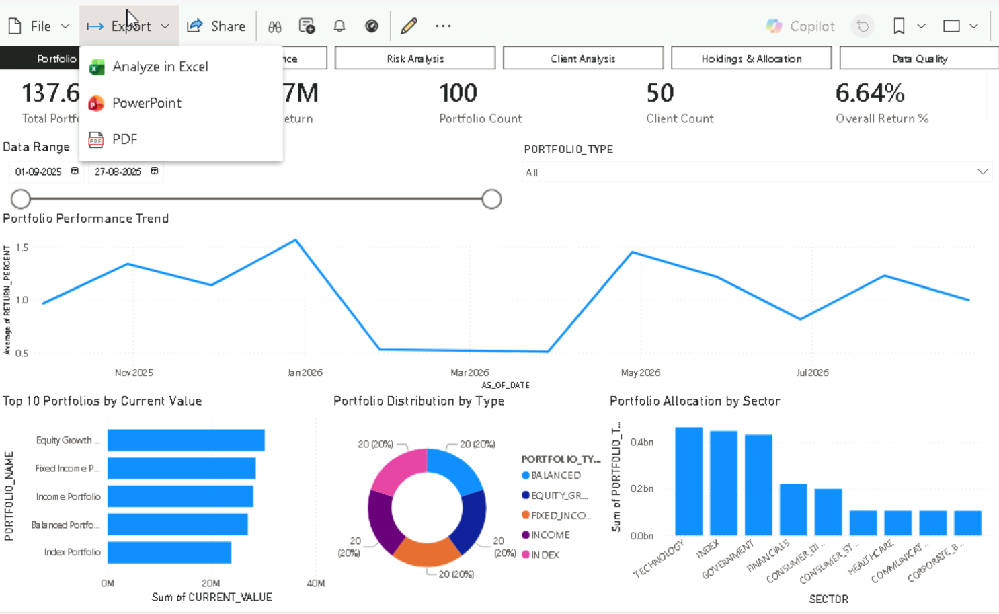 File
Export
Share
Copilot
Analyze in Excel
PowerPoint
PDF
Portfolio
nce
Risk Analysis
Client Analysis
Holdings & Allocation
Data Quality
137.6
7M
100
50
6.64%
Total Portfo
eturn
Portfolio Count
Client Count
Overall Return %
Data Range
01-09-2025
27-08-2026
PORTFOLIO_TYPE
All
Portfolio Performance Trend
Average of RETURN_PERCENT
1.5
1.0
0.5
Nov 2025
Jan 2026
Mar 2026
May 2026
Jul 2026
AS_OF_DATE
Top 10 Portfolios by Current Value
PORTFOLIO_NAME
Equity Growth ...
Fixed Income P...
Income Portfolio
Balanced Portfo...
Index Portfolio
0M
20M
40M
Sum of CURRENT_VALUE
Portfolio Distribution by Type
20 (20%)
20 (20%)
20
(20%)
20
(20%)
20 (20%)
PORTFOLIO_TY...
BALANCED
EQUITY_GR...
FIXED_INCO...
INCOME
INDEX
Portfolio Allocation by Sector
Sum of PORTFOLIO_T...
0.4bn
0.2bn
0.0bn
TECHNOLOGY
INDEX
GOVERNMENT
FINANCIALS
CONSUMER_DI...
CONSUMER_ST...
HEALTHCARE
COMMUNICAT...
CORPORATE_B...
SECTOR